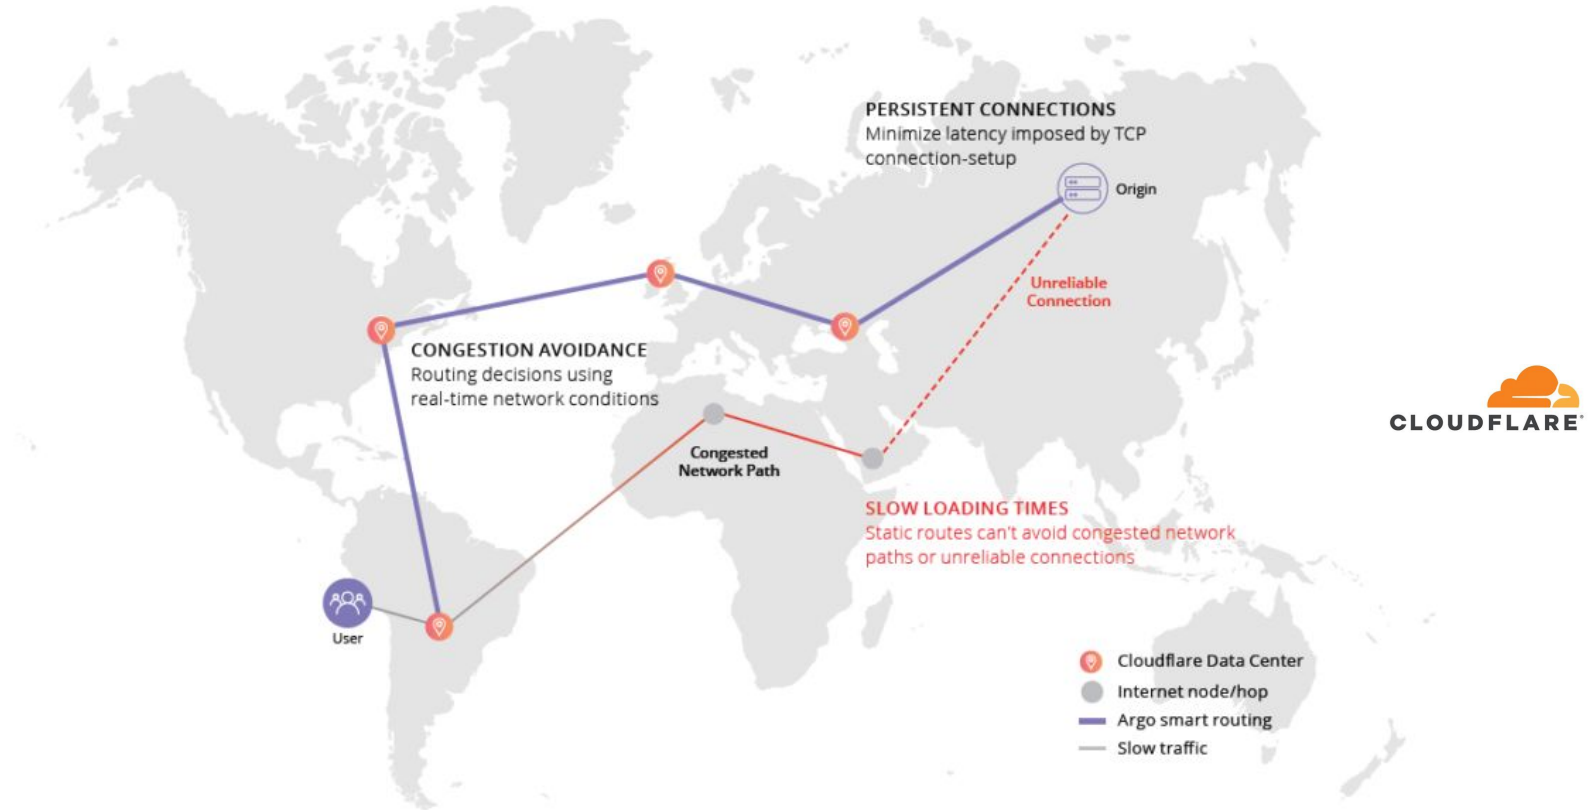 PERSISTENT CONNECTIONS
Minimize latency imposed by TCP
connection-setup
Origin
Unreliable
Connection
CONGESTION AVOIDANCE
Routing decisions using
real-time network conditions
CLOUDFLARE
Congested
Network Path
SLOW LOADING TIMES
Static routes can't avoid congested network
paths or unreliable connections
User
Cloudflare Data Center
Internet node/hop
Argo smart routing
Slow traffic